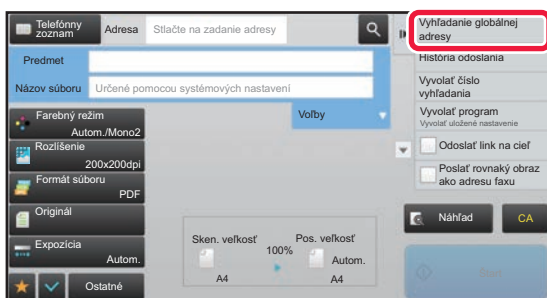 Telefónny
zoznam
Adresa
Stlačte na zadanie adresy
Predmet
Názov súboru
Určené pomocou systémových nastavení
Farebný režim
Autom./Mono2
Rozlíšenie
200x200dpi
Formát súboru
PDF
Originál
Expozícia
Autom.
Ostatné
Voľby
Sken. veľkosť
A4
100%
Pos. veľkosť
Autom.
A4
Vyhľadanie globálnej
adresy
História odoslania
Vyvolať číslo
vyhľadania
Vyvolať program
Vyvolať uložené nastavenie
Odoslať link na cieľ
Poslať rovnaký obraz
ako adresu faxu
Náhľad
CA
Štart